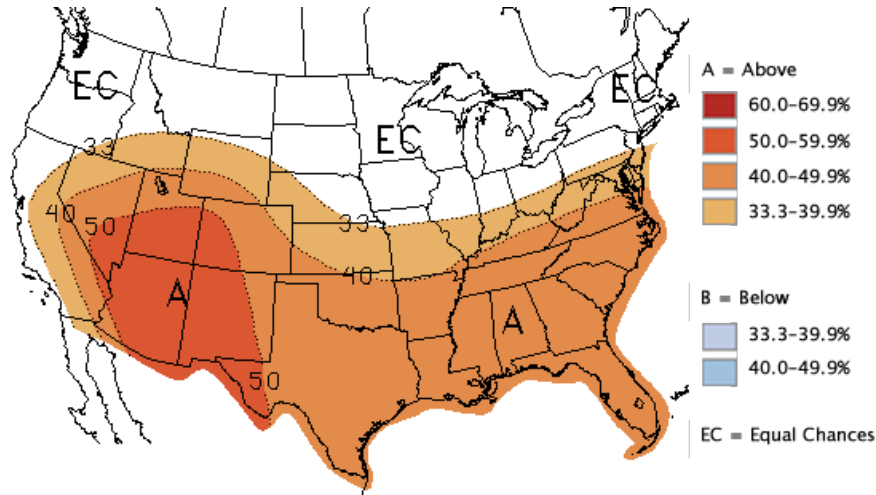 EC
EC
EC
33
33
40
50
40
50
A
A
A = Above
60.0-69.9%
50.0-59.9%
40.0-49.9%
33.3-39.9%
B = Below
33.3-39.9%
40.0-49.9%
EC = Equal Chances